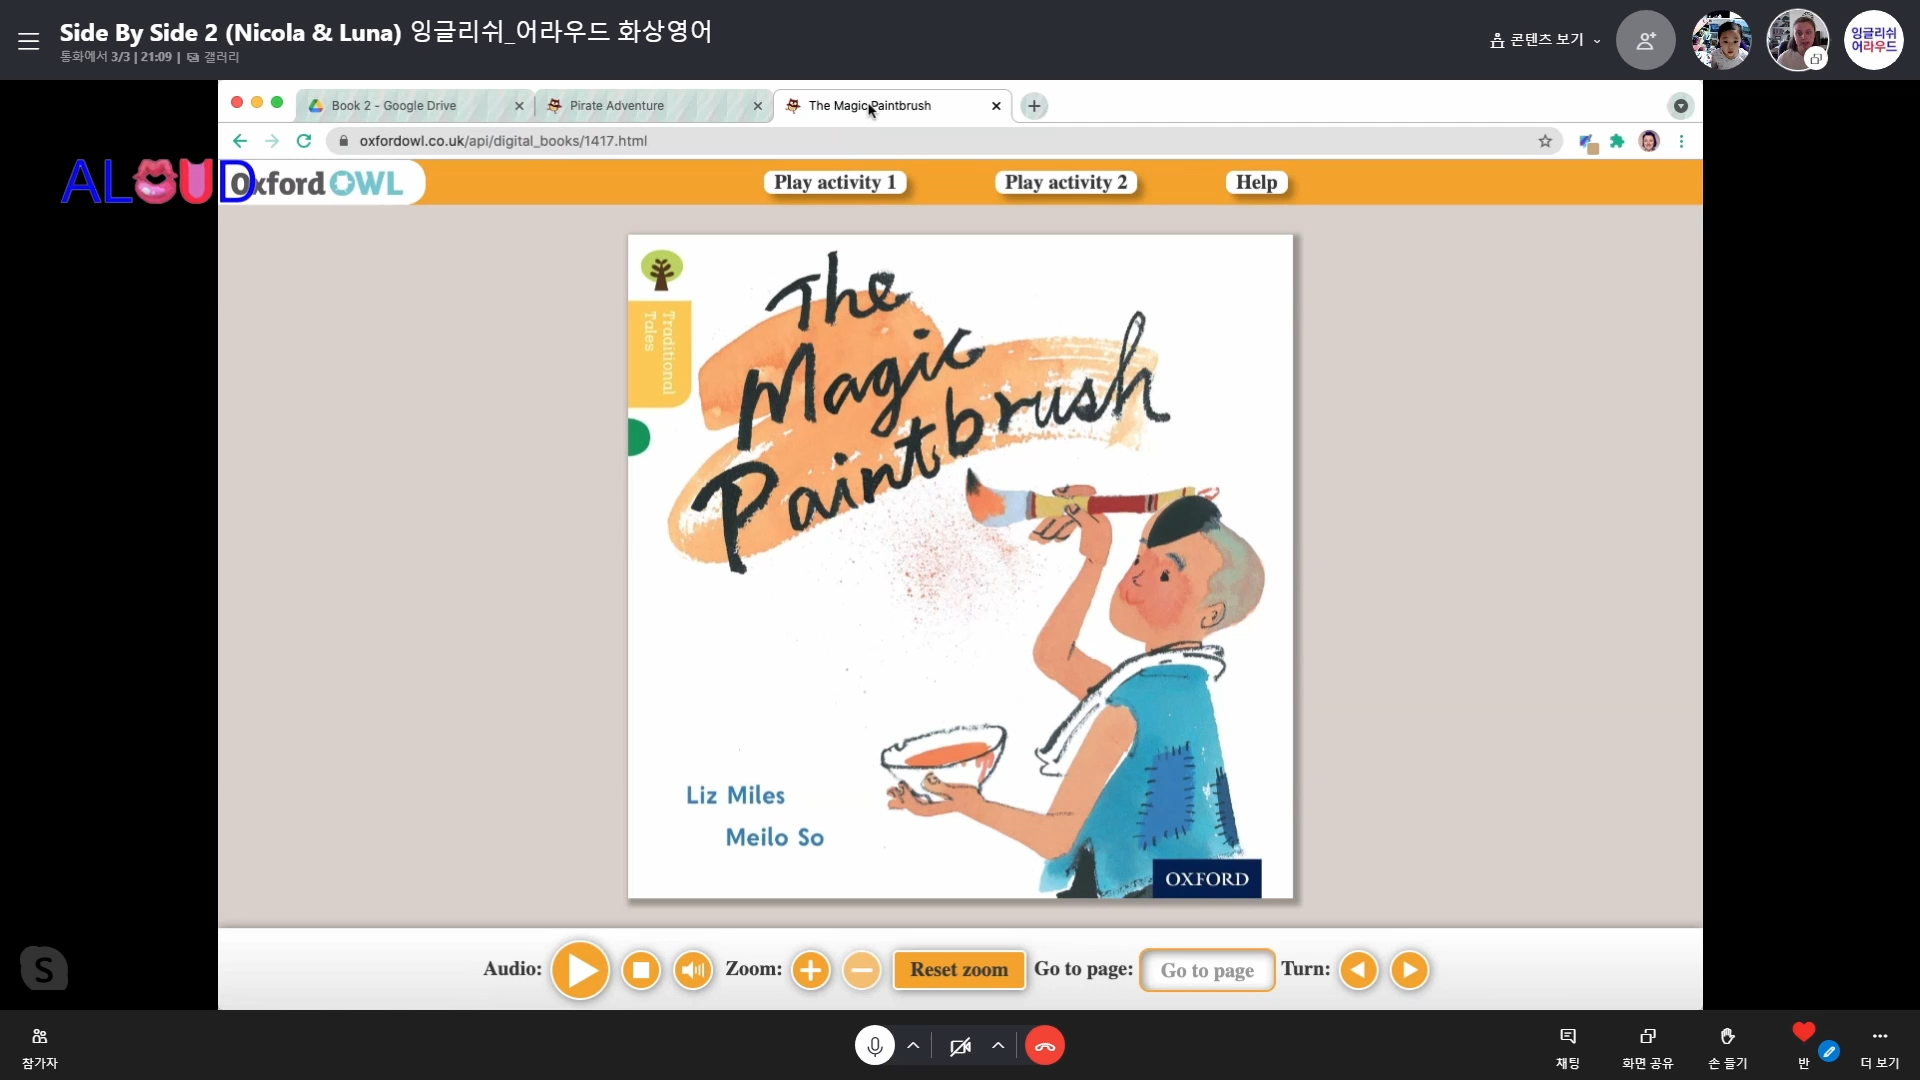 Side By Side 2 (Nicola & Luna) 잉글리쉬_어라우드 화상영어
통화에서 3/3 | 21:09 | 갤러리
콘텐츠 보기
잉글리쉬
어라우드
Book 2 - Google Drive
Pirate Adventure
The Magic Paintbrush
oxfordowl.co.uk/api/digital_books/1417.html
ALOUD
Oxford OWL
Play activity 1
Play activity 2
Help
Traditional
Tales
The
Magic
Paintbrush
Liz Miles
Meilo So
OXFORD
Audio:
Zoom:
Reset zoom
Go to page:
Go to page
Turn:
S
참가자
채팅
화면 공유
손 들기
반
더 보기